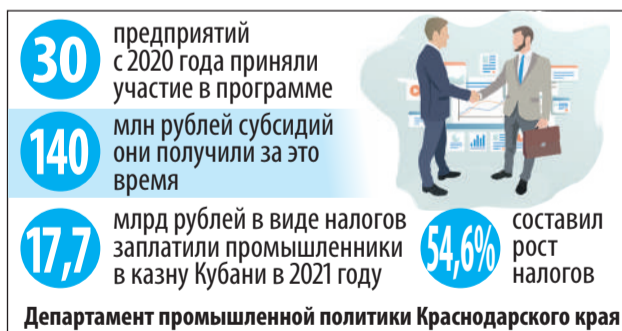 30
предприятий
с 2020 года приняли
участие в программе
140
млн рублей субсидий
они получили за это
время
17,7
млрд рублей в виде налогов
заплатили промышленники
в казну Кубани в 2021 году
54,6%
составил
рост
налогов
Департамент промышленной политики Краснодарского края